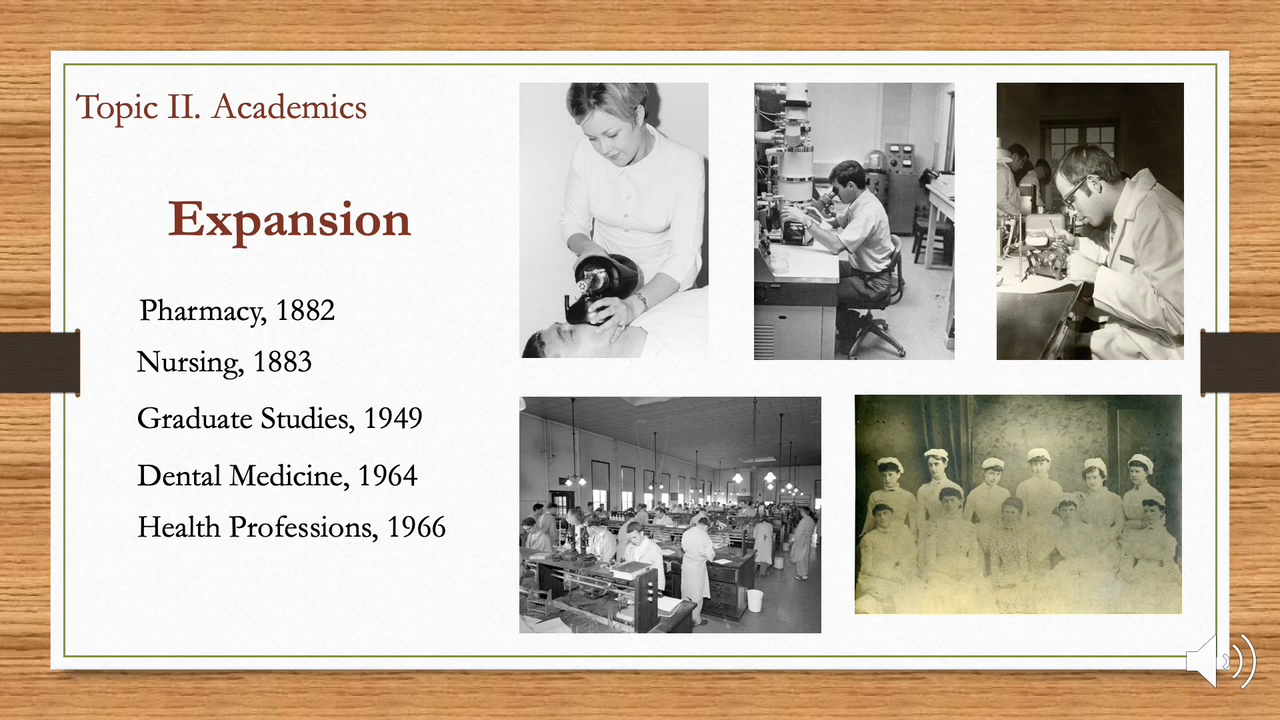 Topic II. Academics
Expansion
Pharmacy, 1882
Nursing, 1883
Graduate Studies, 1949
Dental Medicine, 1964
Health Professions, 1966